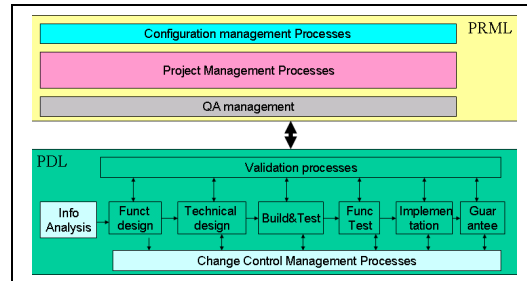 Configuration management Processes
PRML
Project Management Processes
QA management
PDL
Validation processes
Info
Analysis
Funct
design
Technical
design
Build&Test
Func
Test
Implemen
tation
Guar
antee
Change Control Management Processes